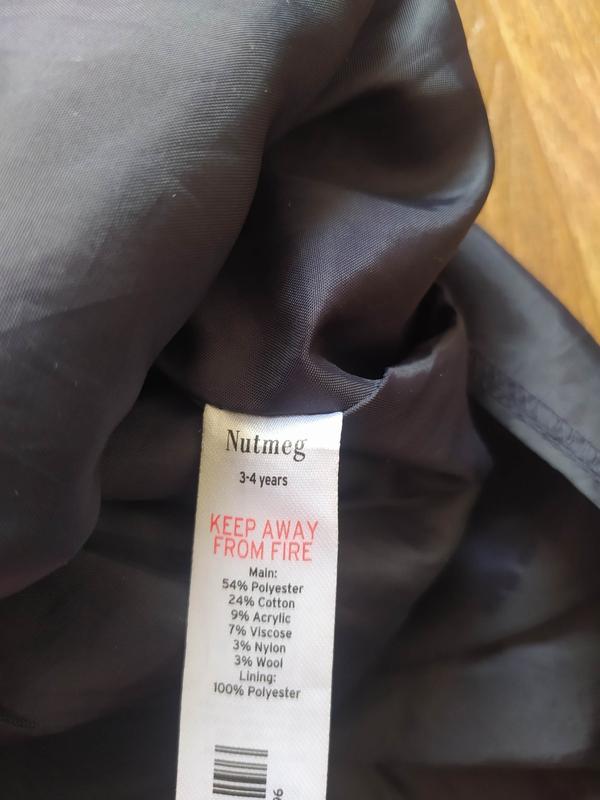 Nutmeg
3-4 years
KEEP AWAY
FROM FIRE
Main:
54% Polyester
24% Cotton
9% Acrylic
7% Viscose
3% Nylon
3% Wool
Lining:
100% Polyester